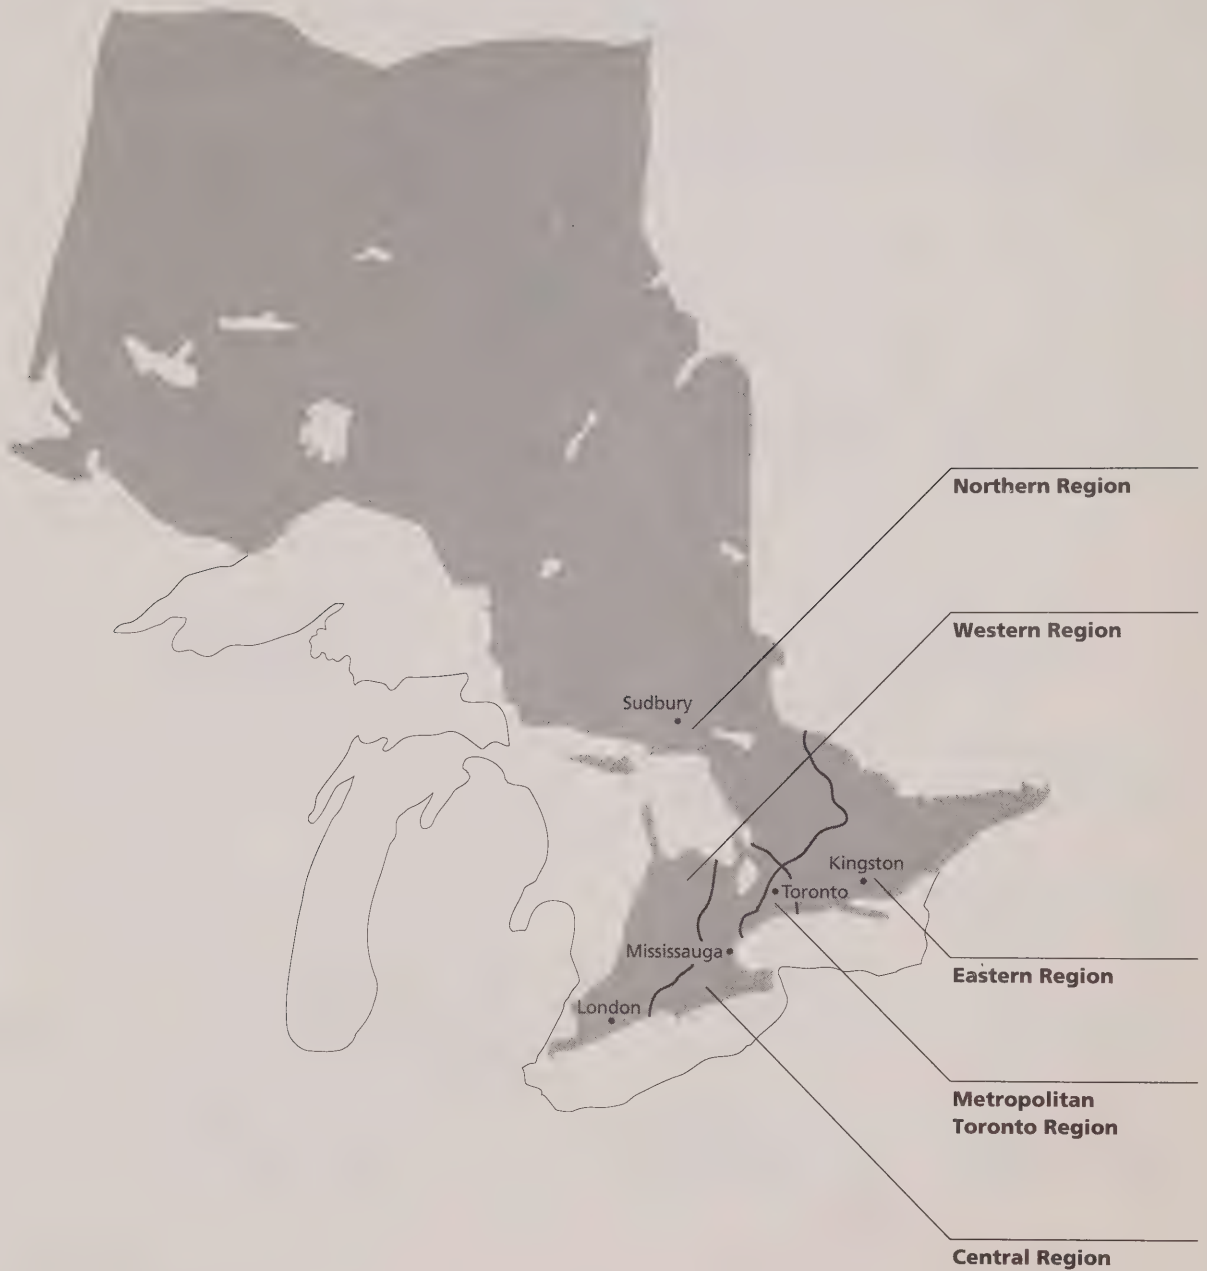 Northern Region
Western Region
Sudbury
Kingston
Toronto
Mississauga
Eastern Region
London
Metropolitan
Toronto Region
Central Region